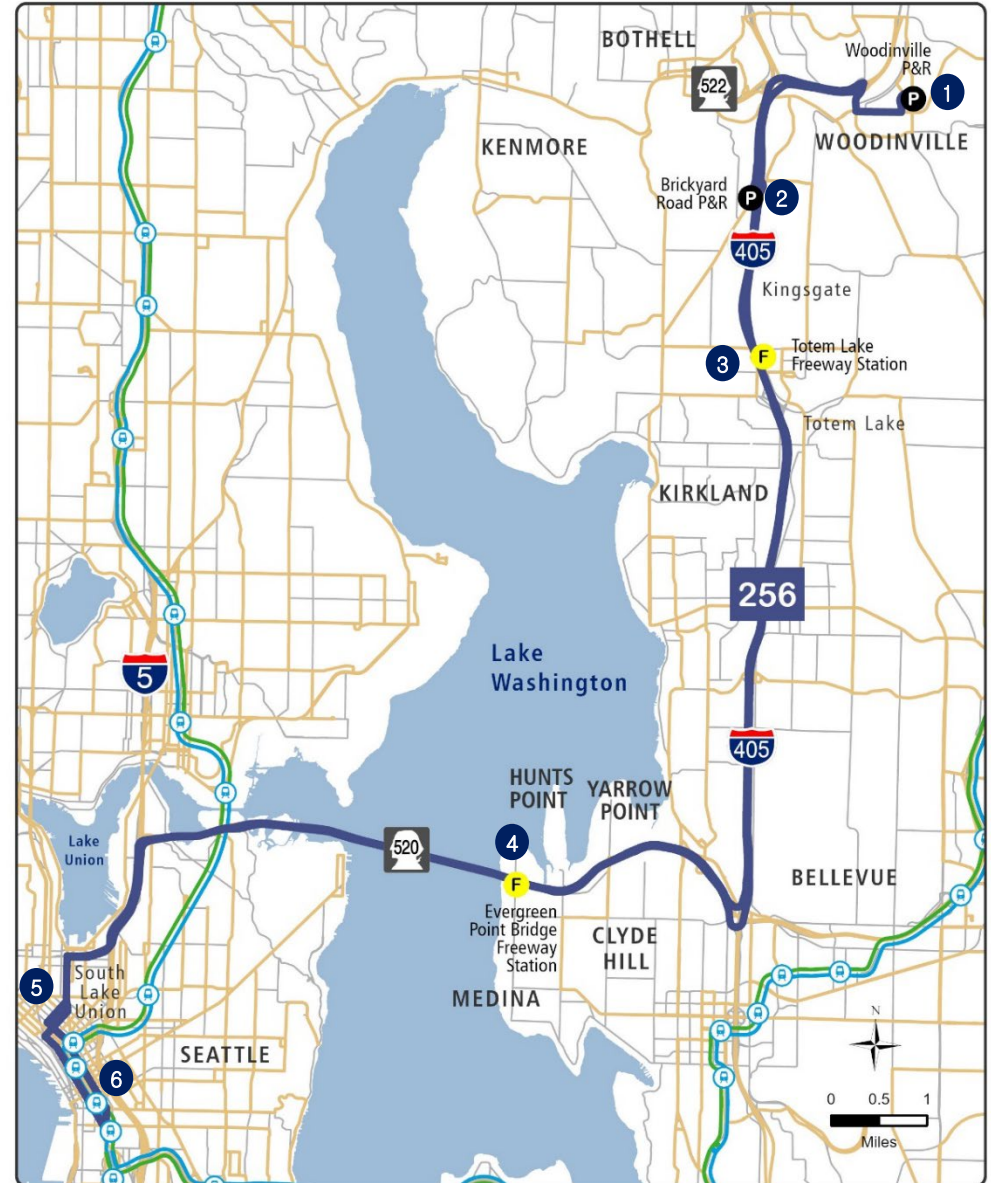 BOTHELL
Woodinville
P&R
P
1
522
WOODINVILLE
KENMORE
Brickyard
Road P&R
P
2
405
Kingsgate
3
F
Totem Lake
Freeway Station
Totem Lake
KIRKLAND
256
Lake
Washington
5
405
HUNTS
POINT
YARROW
POINT
Lake
Union
520
4
F
BELLEVUE
Evergreen
Point Bridge
Freeway
Station
CLYDE
HILL
MEDINA
5
South
Lake
Union
SEATTLE
6
N
0 0.5 1
Miles